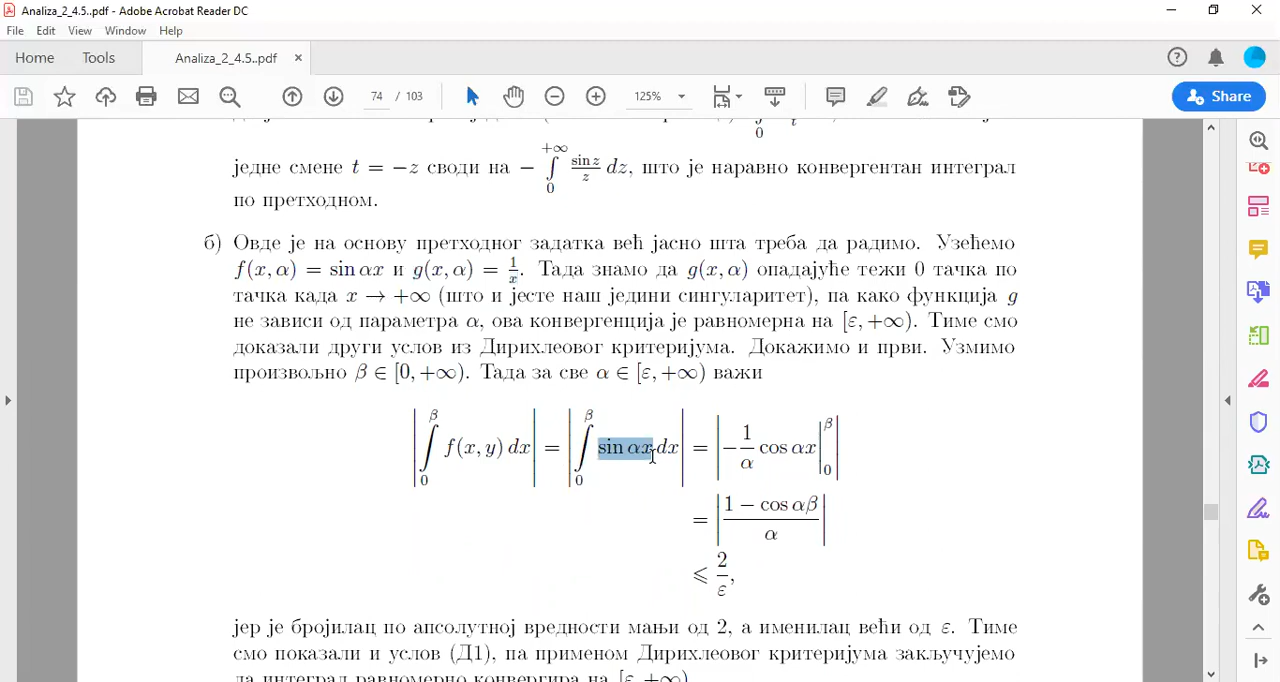 Analiza_2_4.5..pdf - Adobe Acrobat Reader DC
File Edit View Window Help
Home Tools Analiza_2_4.5..pdf ×
74 / 103 125% Share
једне смене t = −z своди на − ∫₀^{+∞} sin z / z dz, што је наравно конвергентан интеграл
по претходном.
б) Овде је на основу претходног задатка већ јасно шта треба да радимо. Узећемо
f(x, α) = sin αx и g(x, α) = 1/x. Тада знамо да g(x, α) опадајуће тежи 0 тачка по
тачка када x → +∞ (што и јесте наш једини сингуларитет), па како функција g
не зависи од параметра α, ова конвергенција је равномерна на [ε, +∞). Тиме смо
доказали други услов из Дирихлеовог критеријума. Докажимо и први. Узмимо
произвољно β ∈ [0, +∞). Тада за све α ∈ [ε, +∞) важи
|∫₀^β f(x, y) dx| = |∫₀^β sin αx dx| = |−1/α cos αx |₀^β|
= |(1 − cos αβ)/α|
⩽ 2/ε,
јер је бројилац по апсолутној вредности мањи од 2, а именилац већи од ε. Тиме
смо показали и услов (Д1), па применом Дирихлеовог критеријума закључујемо
да интеграл равномерно конвергира на [ε, +∞)